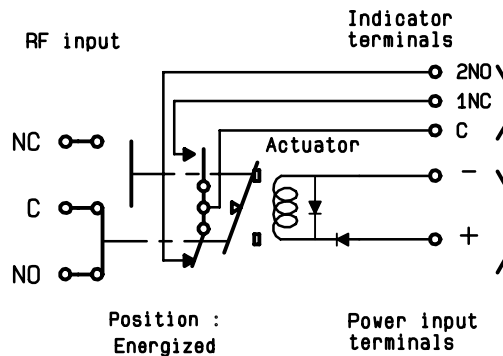 RF input
Indicator
terminals
2NO
1NC
NC
C
Actuator
C
-
+
NO
Position :
Energized
Power input
terminals